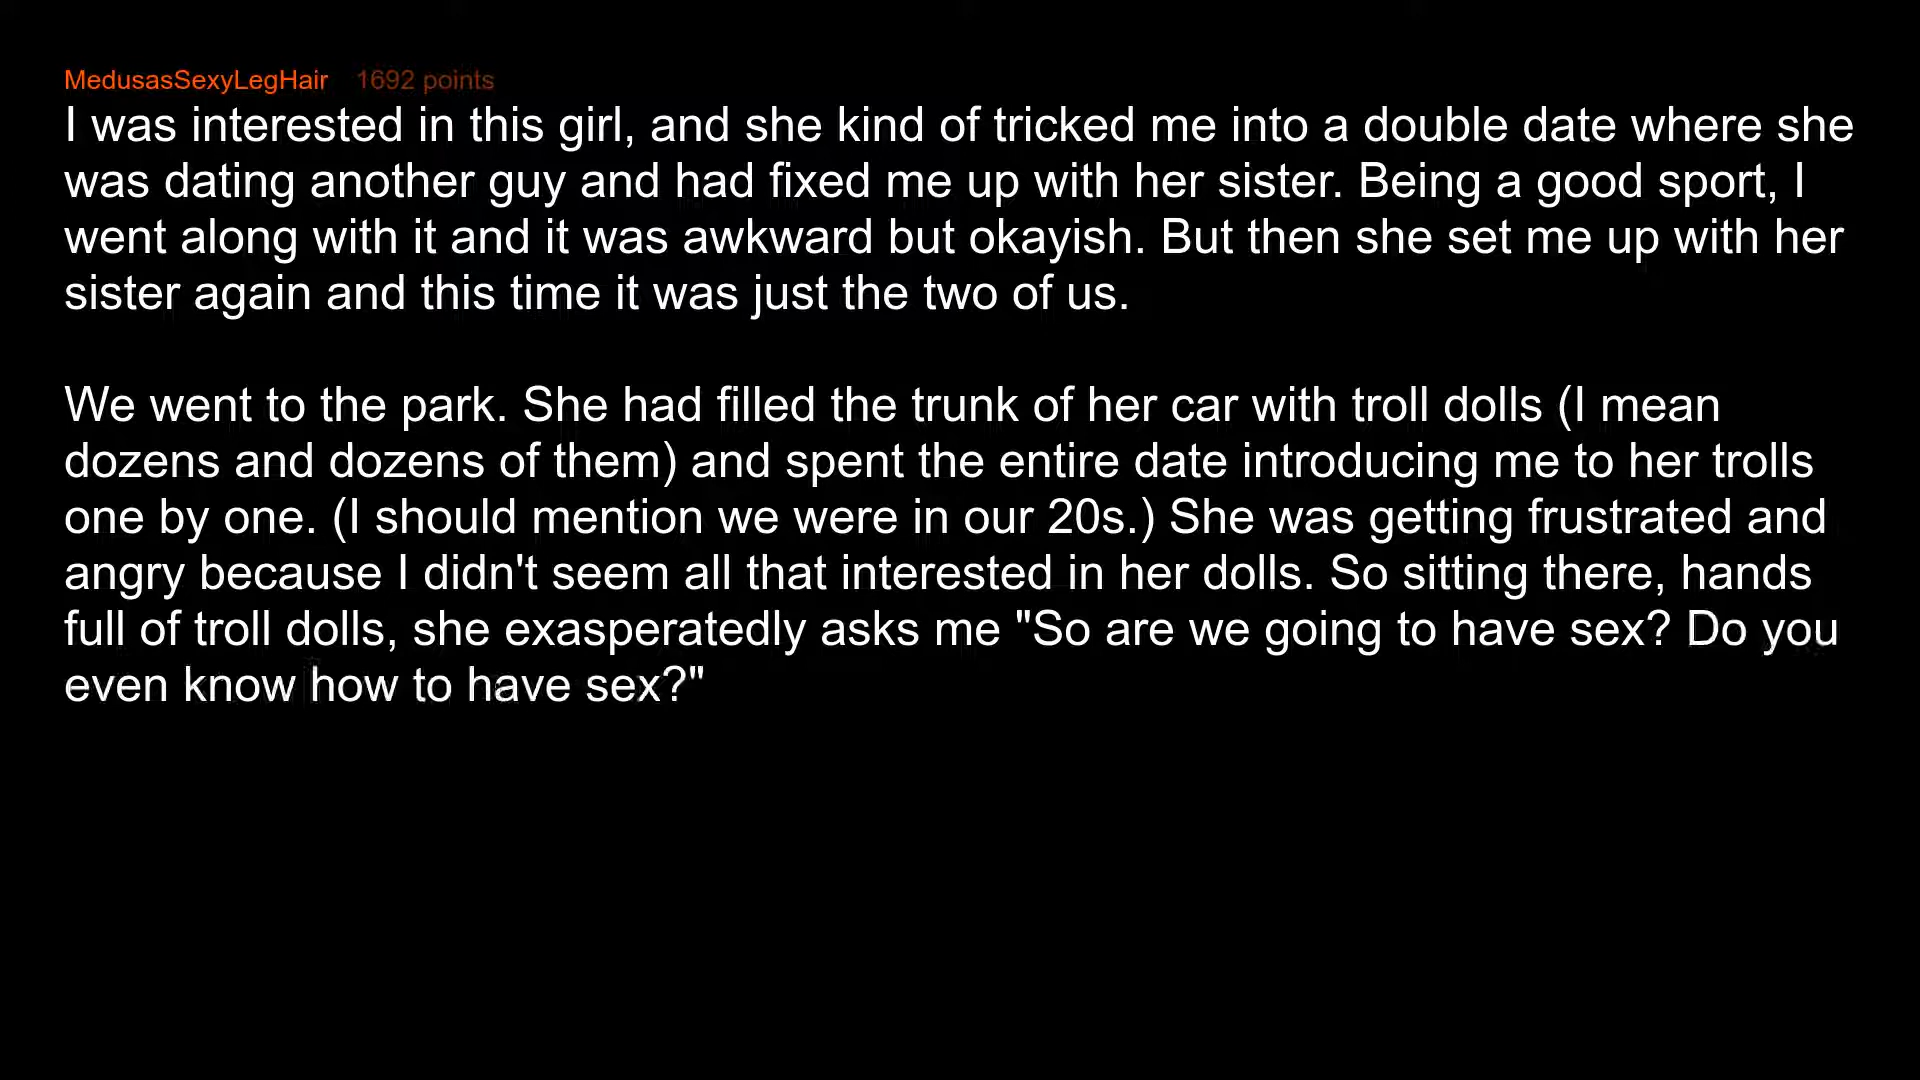 MedusasSexyLegHair 1692 points
I was interested in this girl, and she kind of tricked me into a double date where she
was dating another guy and had fixed me up with her sister. Being a good sport, I
went along with it and it was awkward but okayish. But then she set me up with her
sister again and this time it was just the two of us.
We went to the park. She had filled the trunk of her car with troll dolls (I mean
dozens and dozens of them) and spent the entire date introducing me to her trolls
one by one. (I should mention we were in our 20s.) She was getting frustrated and
angry because I didn't seem all that interested in her dolls. So sitting there, hands
full of troll dolls, she exasperatedly asks me "So are we going to have sex? Do you
even know how to have sex?"